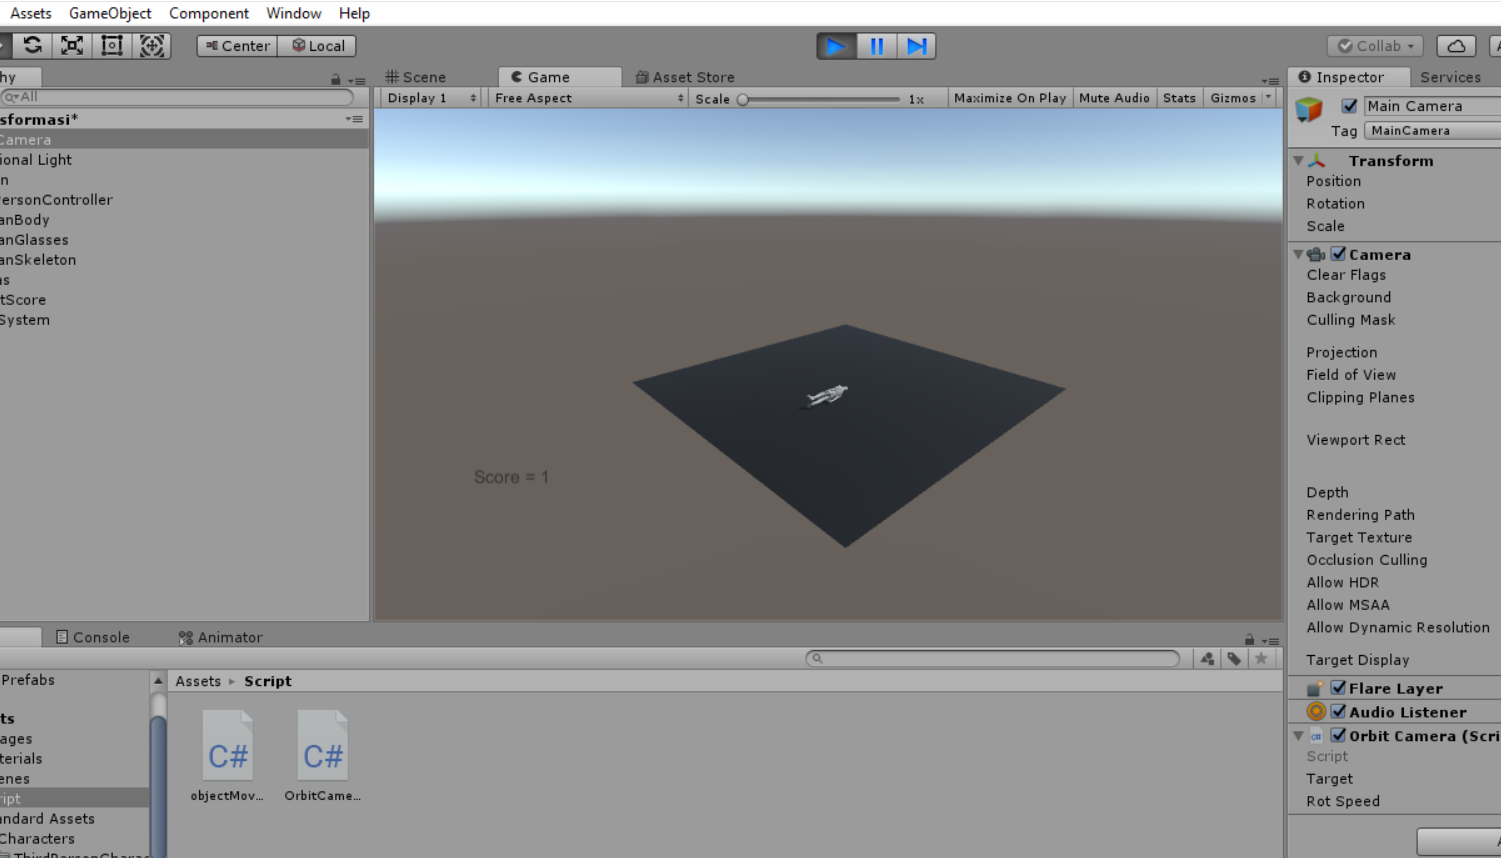 Assets GameObject Component Window Help
Center Local
Collab
hy
All
sformasi*
Camera
ional Light
n
PersonController
anBody
anGlasses
anSkeleton
as
tScore
System
Scene Game Asset Store
Display 1 Free Aspect Scale 1x Maximize On Play Mute Audio Stats Gizmos
Score = 1
Inspector Services
Main Camera
Tag MainCamera
Transform
Position
Rotation
Scale
Camera
Clear Flags
Background
Culling Mask
Projection
Field of View
Clipping Planes
Viewport Rect
Depth
Rendering Path
Target Texture
Occlusion Culling
Allow HDR
Allow MSAA
Allow Dynamic Resolution
Target Display
Flare Layer
Audio Listener
C# Orbit Camera (Scri
Script
Target
Rot Speed
Console Animator
Prefabs
ts
ages
terials
enes
ript
andard Assets
Characters
ThirdPersonCharac
Assets ▸ Script
C# C#
objectMov... OrbitCame...